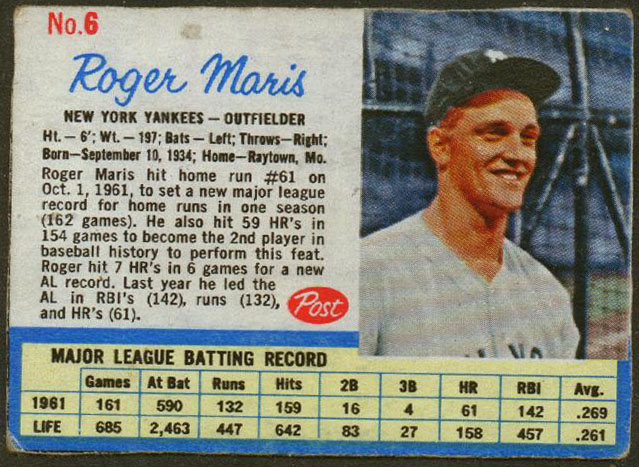 No.6
Roger Maris
NEW YORK YANKEES — OUTFIELDER
Ht. — 6'; Wt. — 197; Bats — Left; Throws—Right;
Born—September 10, 1934; Home—Raytown, Mo.
Roger Maris hit home run #61 on
Oct. 1, 1961, to set a new major league
record for home runs in one season
(162 games). He also hit 59 HR's in
154 games to become the 2nd player in
baseball history to perform this feat.
Roger hit 7 HR's in 6 games for a new
AL record. Last year he led the
AL in RBI's (142), runs (132),
and HR's (61).
Post
MAJOR LEAGUE BATTING RECORD
Games At Bat Runs Hits 2B 3B HR RBI Avg.
1961 161 590 132 159 16 4 61 142 .269
LIFE 685 2,463 447 642 83 27 158 457 .261